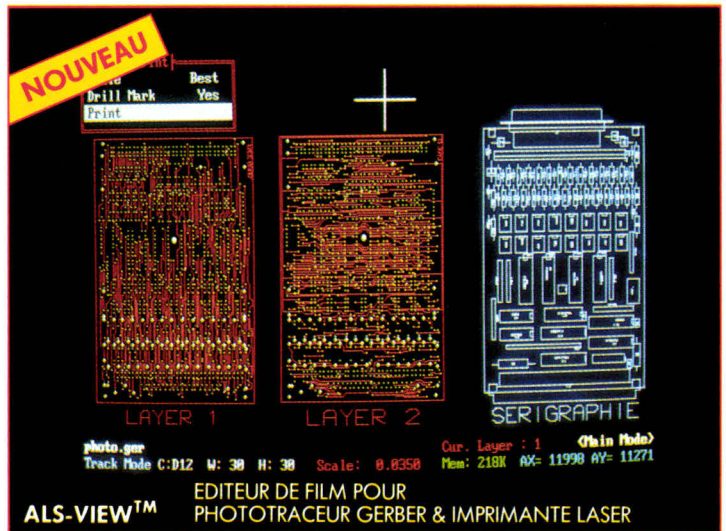 NOUVEAU
Best
Drill Mark Yes
Print
LAYER 1
LAYER 2
SERIGRAPHIE
photo.ger
Cur. Layer : 1 <Main Mode>
Track Mode C:D12 W: 30 H: 30 Scale: 0.0350 Mem: 218K AX= 11998 AY= 11271
ALS-VIEW™
EDITEUR DE FILM POUR
PHOTOTRACEUR GERBER & IMPRIMANTE LASER